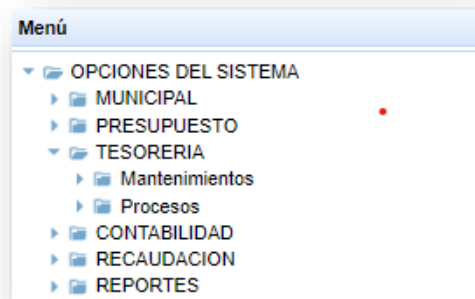 Menú
OPCIONES DEL SISTEMA
MUNICIPAL
PRESUPUESTO
TESORERIA
Mantenimientos
Procesos
CONTABILIDAD
RECAUDACION
REPORTES